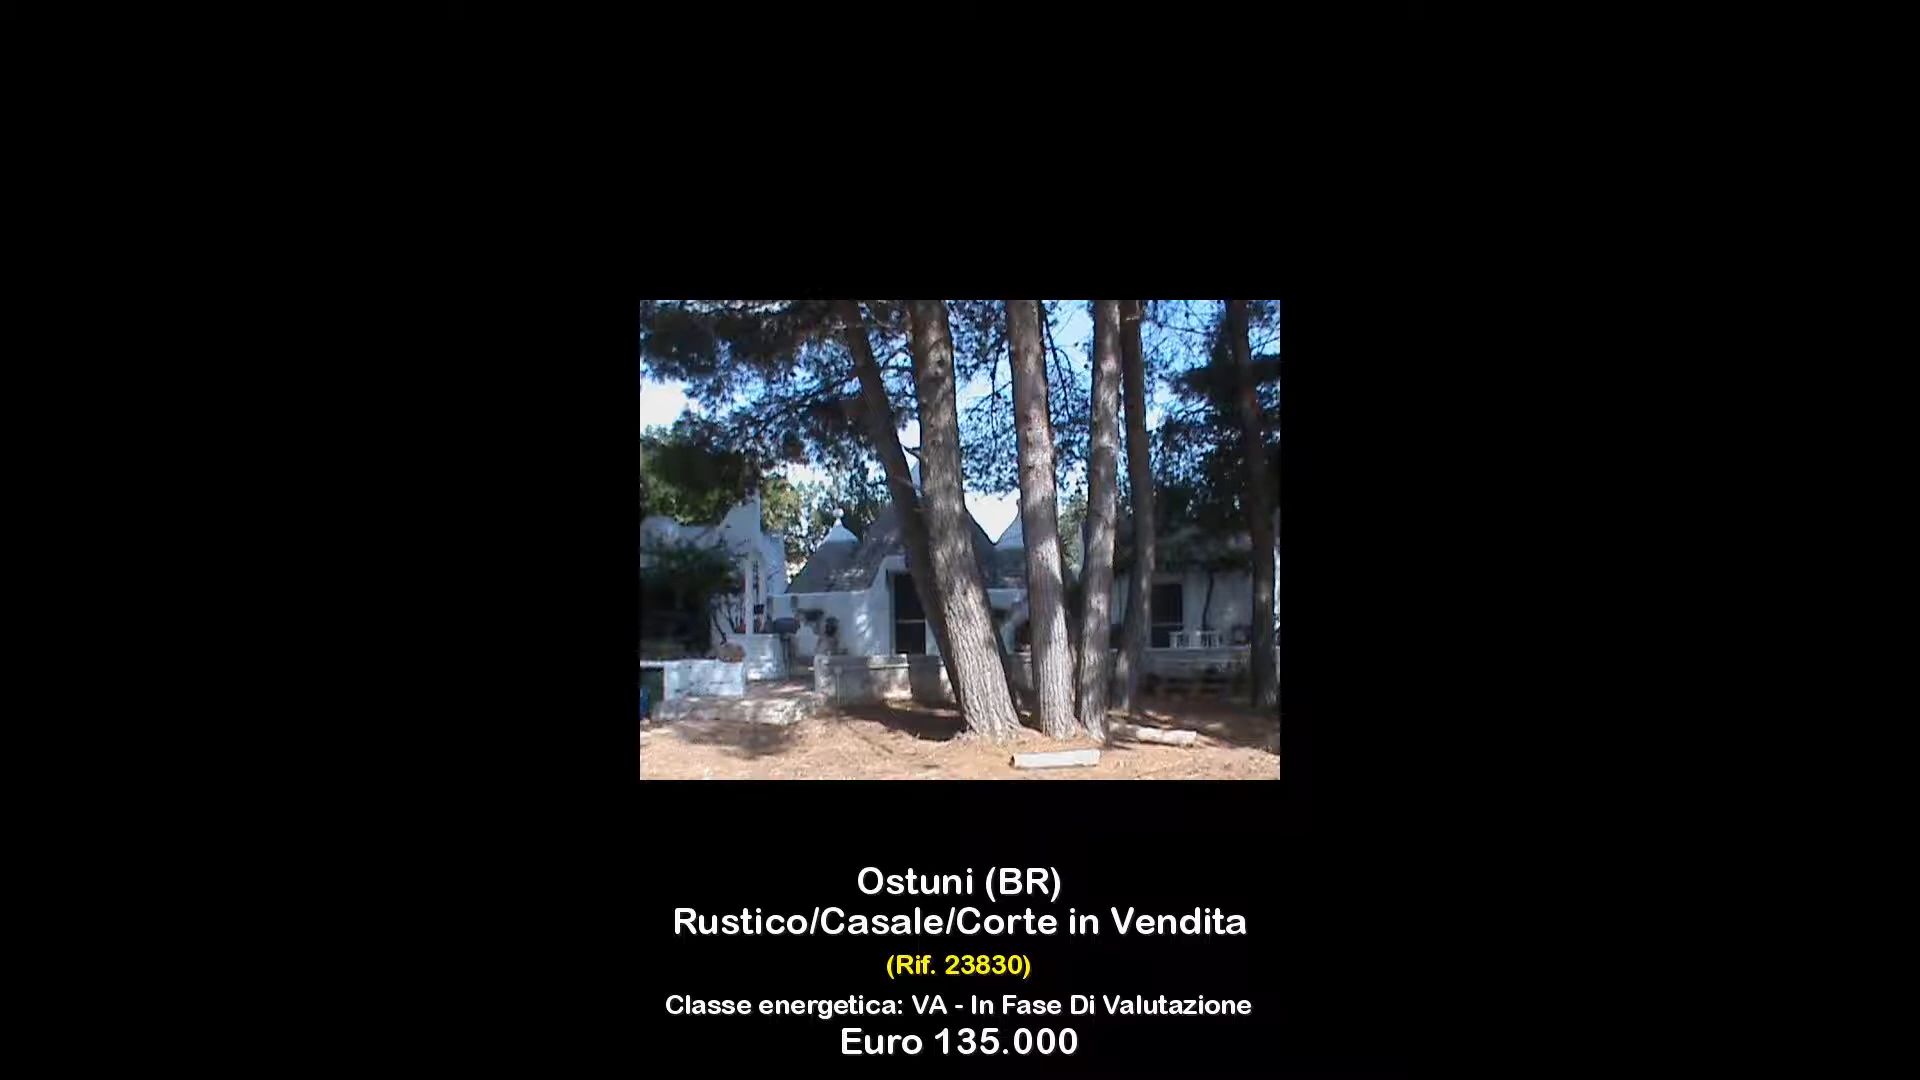 Ostuni (BR)
Rustico/Casale/Corte in Vendita
(Rif. 23830)
Classe energetica: VA - In Fase Di Valutazione
Euro 135.000